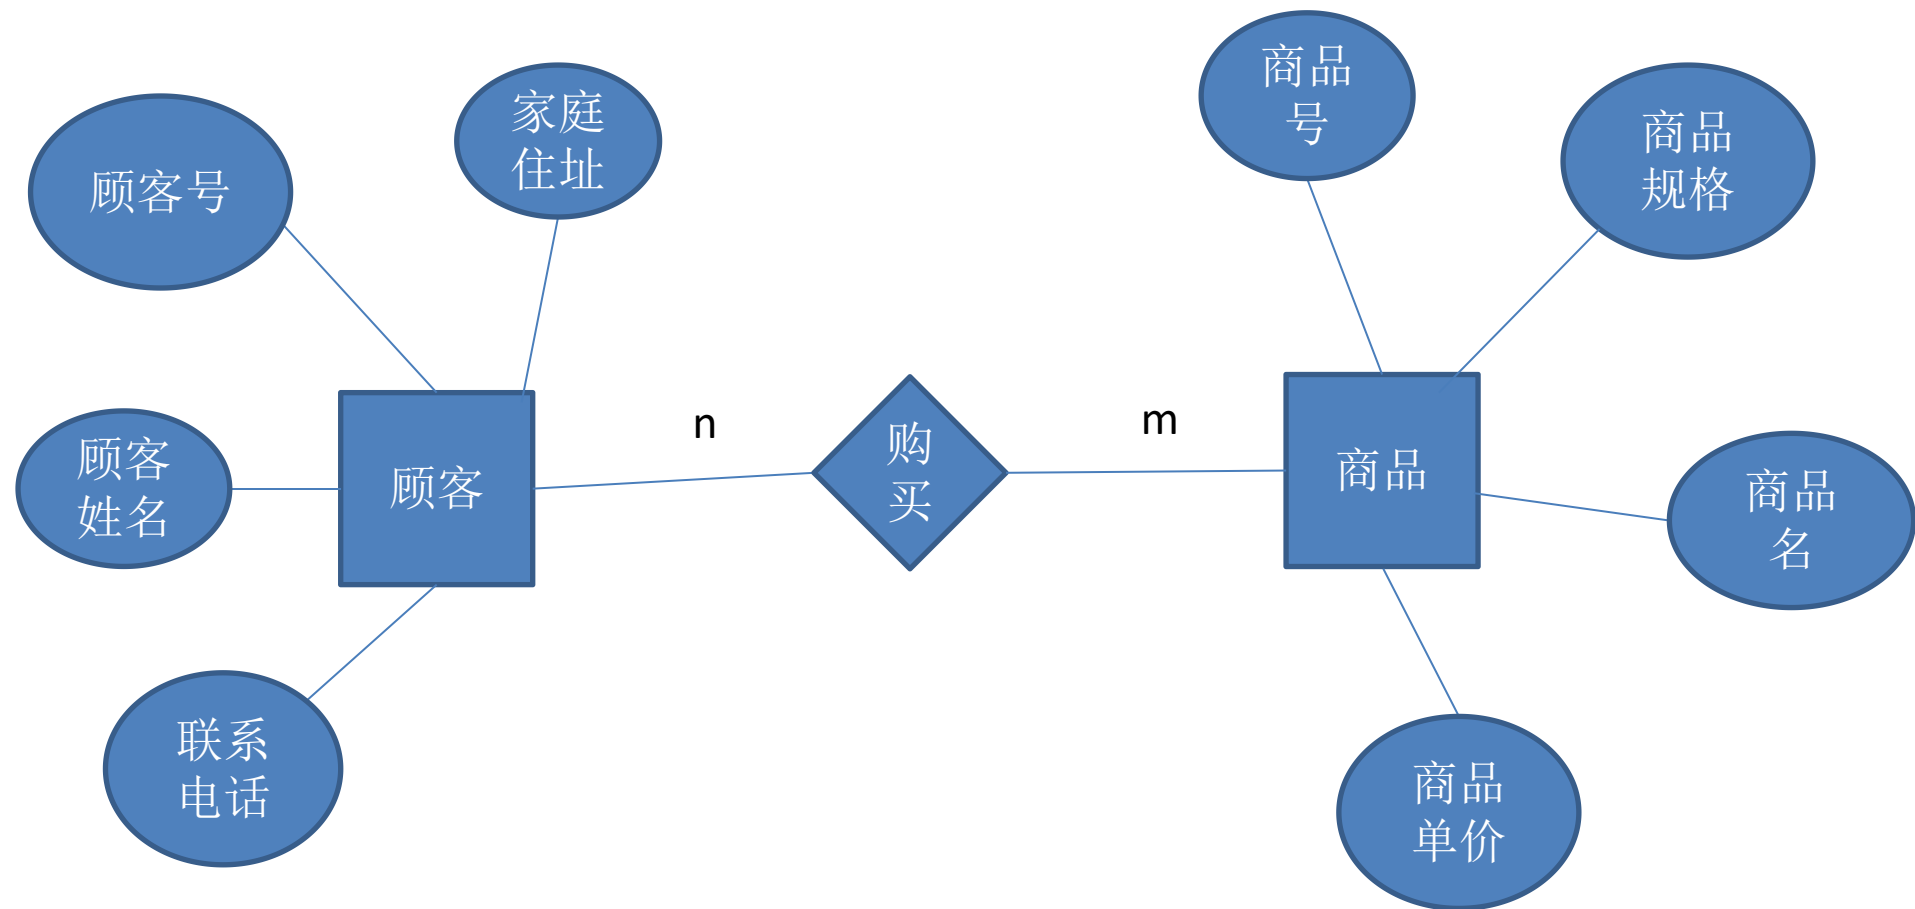 顾客号
家庭
住址
商品
号
商品
规格
顾客
姓名
顾客
n
购
买
m
商品
商品
名
联系
电话
商品
单价